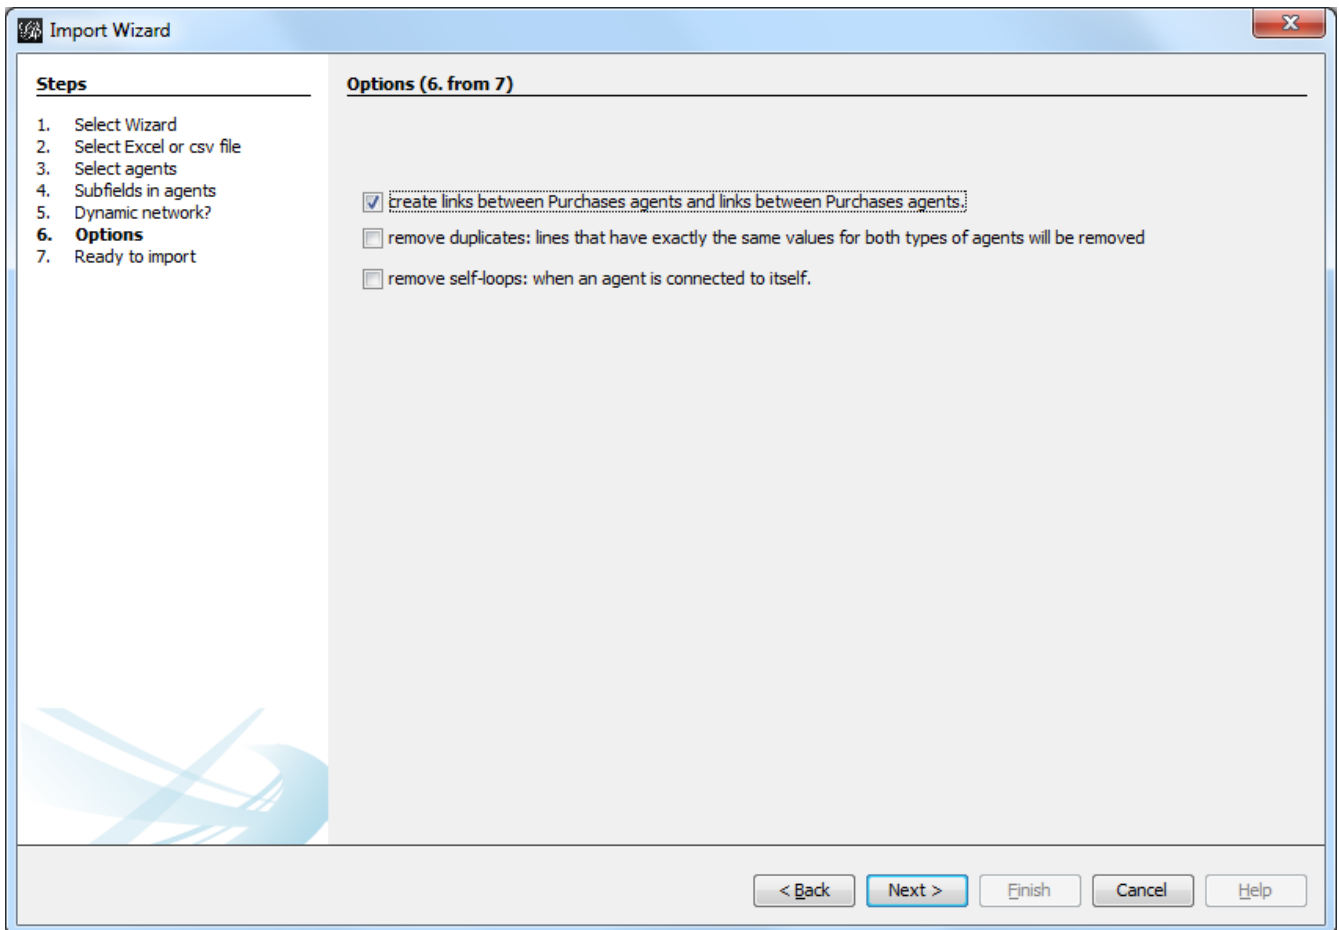 Import Wizard
Steps
1. Select Wizard
2. Select Excel or csv file
3. Select agents
4. Subfields in agents
5. Dynamic network?
6. Options
7. Ready to import
Options (6. from 7)
create links between Purchases agents and links between Purchases agents.
remove duplicates: lines that have exactly the same values for both types of agents will be removed
remove self-loops: when an agent is connected to itself.
< Back
Next >
Finish
Cancel
Help